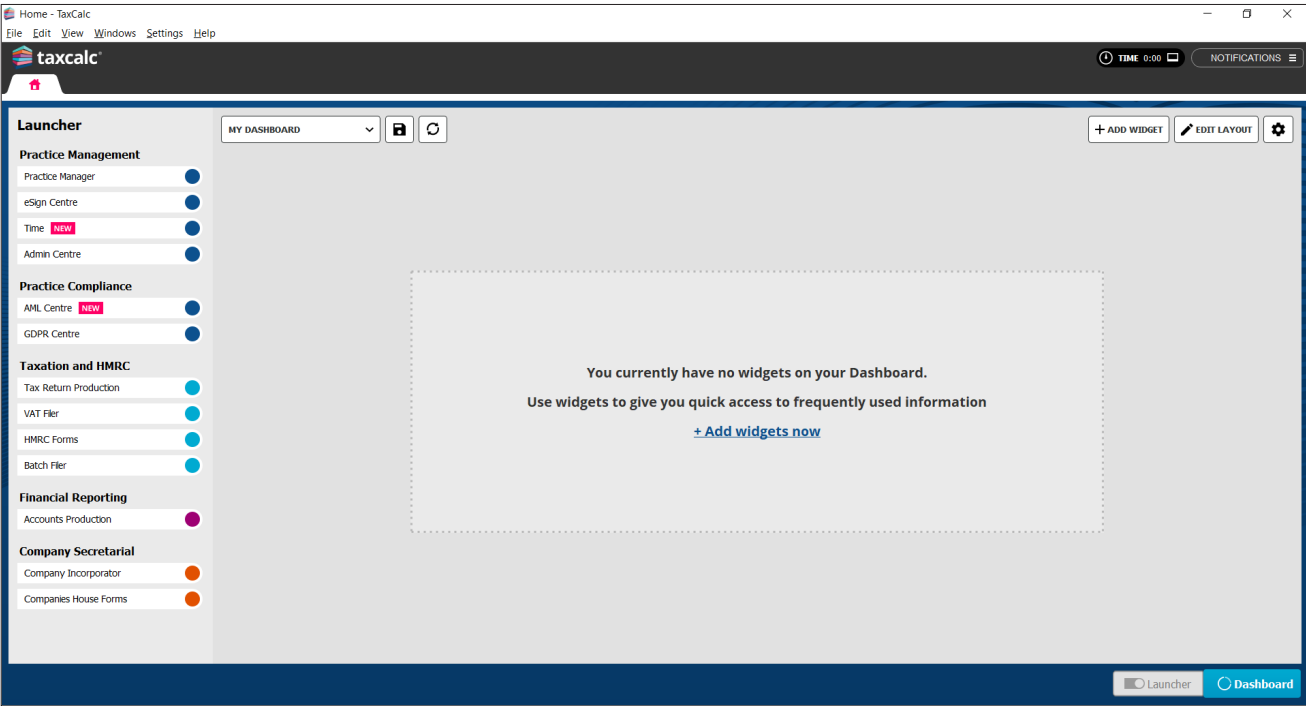 Home - TaxCalc
File Edit View Windows Settings Help
taxcalc
TIME 0:00 NOTIFICATIONS
Launcher
MY DASHBOARD
ADD WIDGET EDIT LAYOUT
Practice Management
Practice Manager
eSign Centre
Time NEW
Admin Centre
Practice Compliance
AML Centre NEW
GDPR Centre
Taxation and HMRC
Tax Return Production
VAT Filer
HMRC Forms
Batch Filer
Financial Reporting
Accounts Production
Company Secretarial
Company Incorporator
Companies House Forms
You currently have no widgets on your Dashboard.
Use widgets to give you quick access to frequently used information
+ Add widgets now
Launcher Dashboard